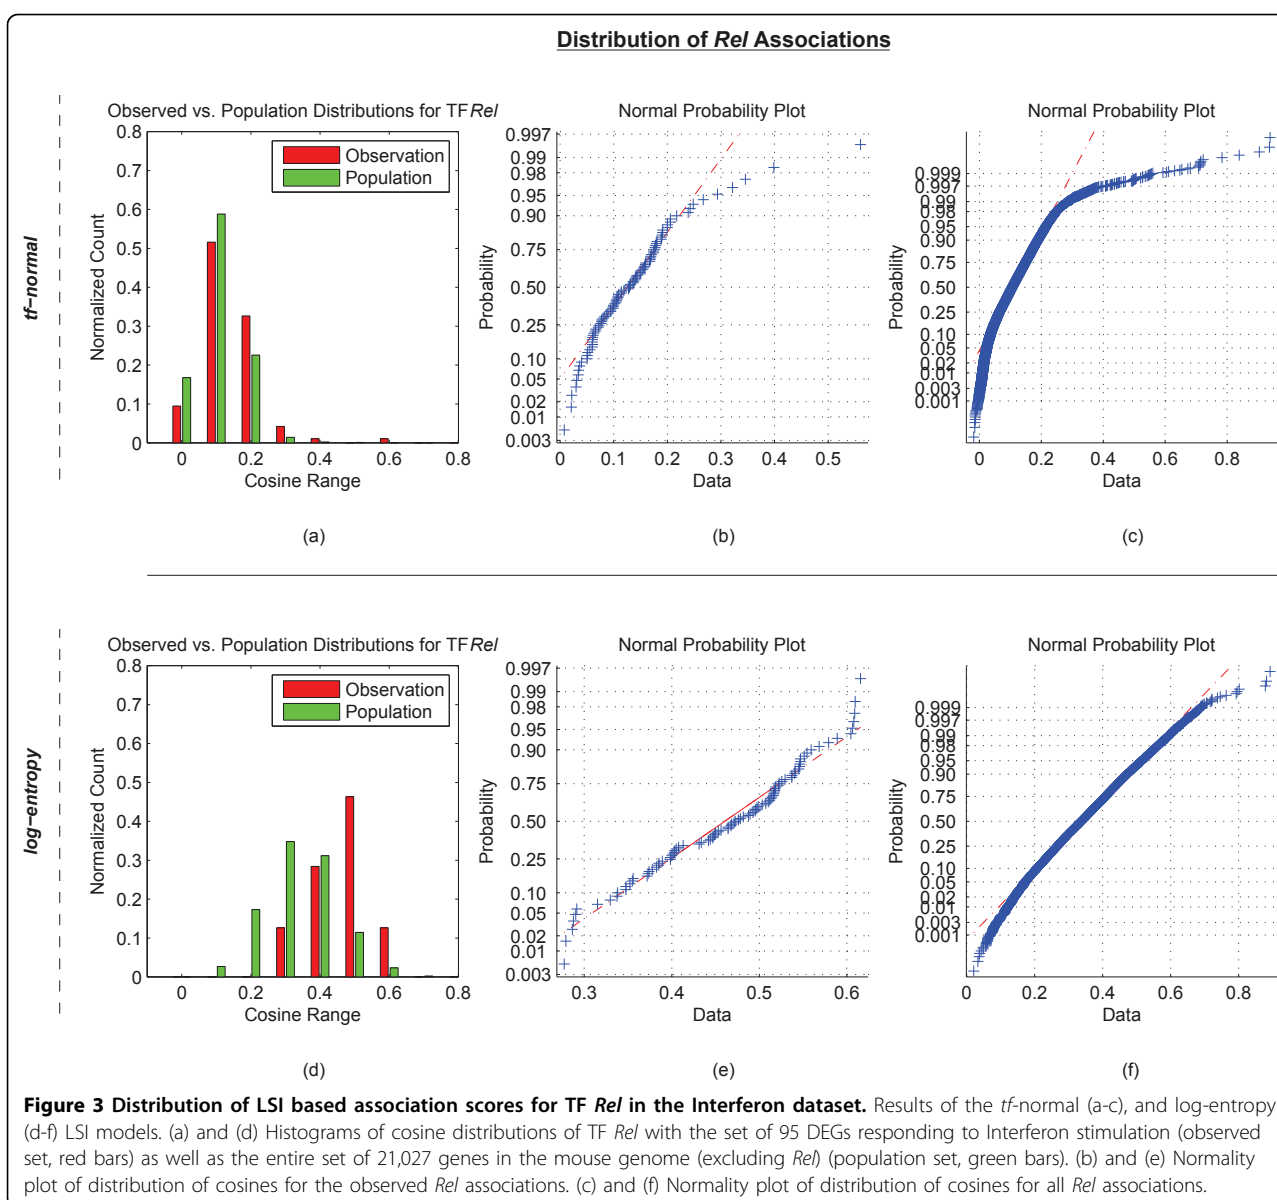 Distribution of Rel Associations
tf-normal
Observed vs. Population Distributions for TF Rel
Normalized Count
0.8
0.7
0.6
0.5
0.4
0.3
0.2
0.1
0
Observation
Population
0 0.2 0.4 0.6 0.8
Cosine Range
(a)
Normal Probability Plot
Probability
0.997
0.99
0.98
0.95
0.90
0.75
0.50
0.25
0.10
0.05
0.02
0.01
0.003
0 0.1 0.2 0.3 0.4 0.5
Data
(b)
Normal Probability Plot
Probability
0.999
0.997
0.99
0.98
0.95
0.90
0.75
0.50
0.25
0.10
0.05
0.02
0.01
0.003
0.001
0 0.2 0.4 0.6 0.8
Data
(c)
log-entropy
Observed vs. Population Distributions for TF Rel
Normalized Count
0.8
0.7
0.6
0.5
0.4
0.3
0.2
0.1
0
Observation
Population
0 0.2 0.4 0.6 0.8
Cosine Range
(d)
Normal Probability Plot
Probability
0.997
0.99
0.98
0.95
0.90
0.75
0.50
0.25
0.10
0.05
0.02
0.01
0.003
0.3 0.4 0.5 0.6
Data
(e)
Normal Probability Plot
Probability
0.999
0.997
0.99
0.98
0.95
0.90
0.75
0.50
0.25
0.10
0.05
0.02
0.01
0.003
0.001
0 0.2 0.4 0.6 0.8
Data
(f)
Figure 3 Distribution of LSI based association scores for TF Rel in the Interferon dataset. Results of the tf-normal (a-c), and log-entropy
(d-f) LSI models. (a) and (d) Histograms of cosine distributions of TF Rel with the set of 95 DEGs responding to Interferon stimulation (observed
set, red bars) as well as the entire set of 21,027 genes in the mouse genome (excluding Rel) (population set, green bars). (b) and (e) Normality
plot of distribution of cosines for the observed Rel associations. (c) and (f) Normality plot of distribution of cosines for all Rel associations.